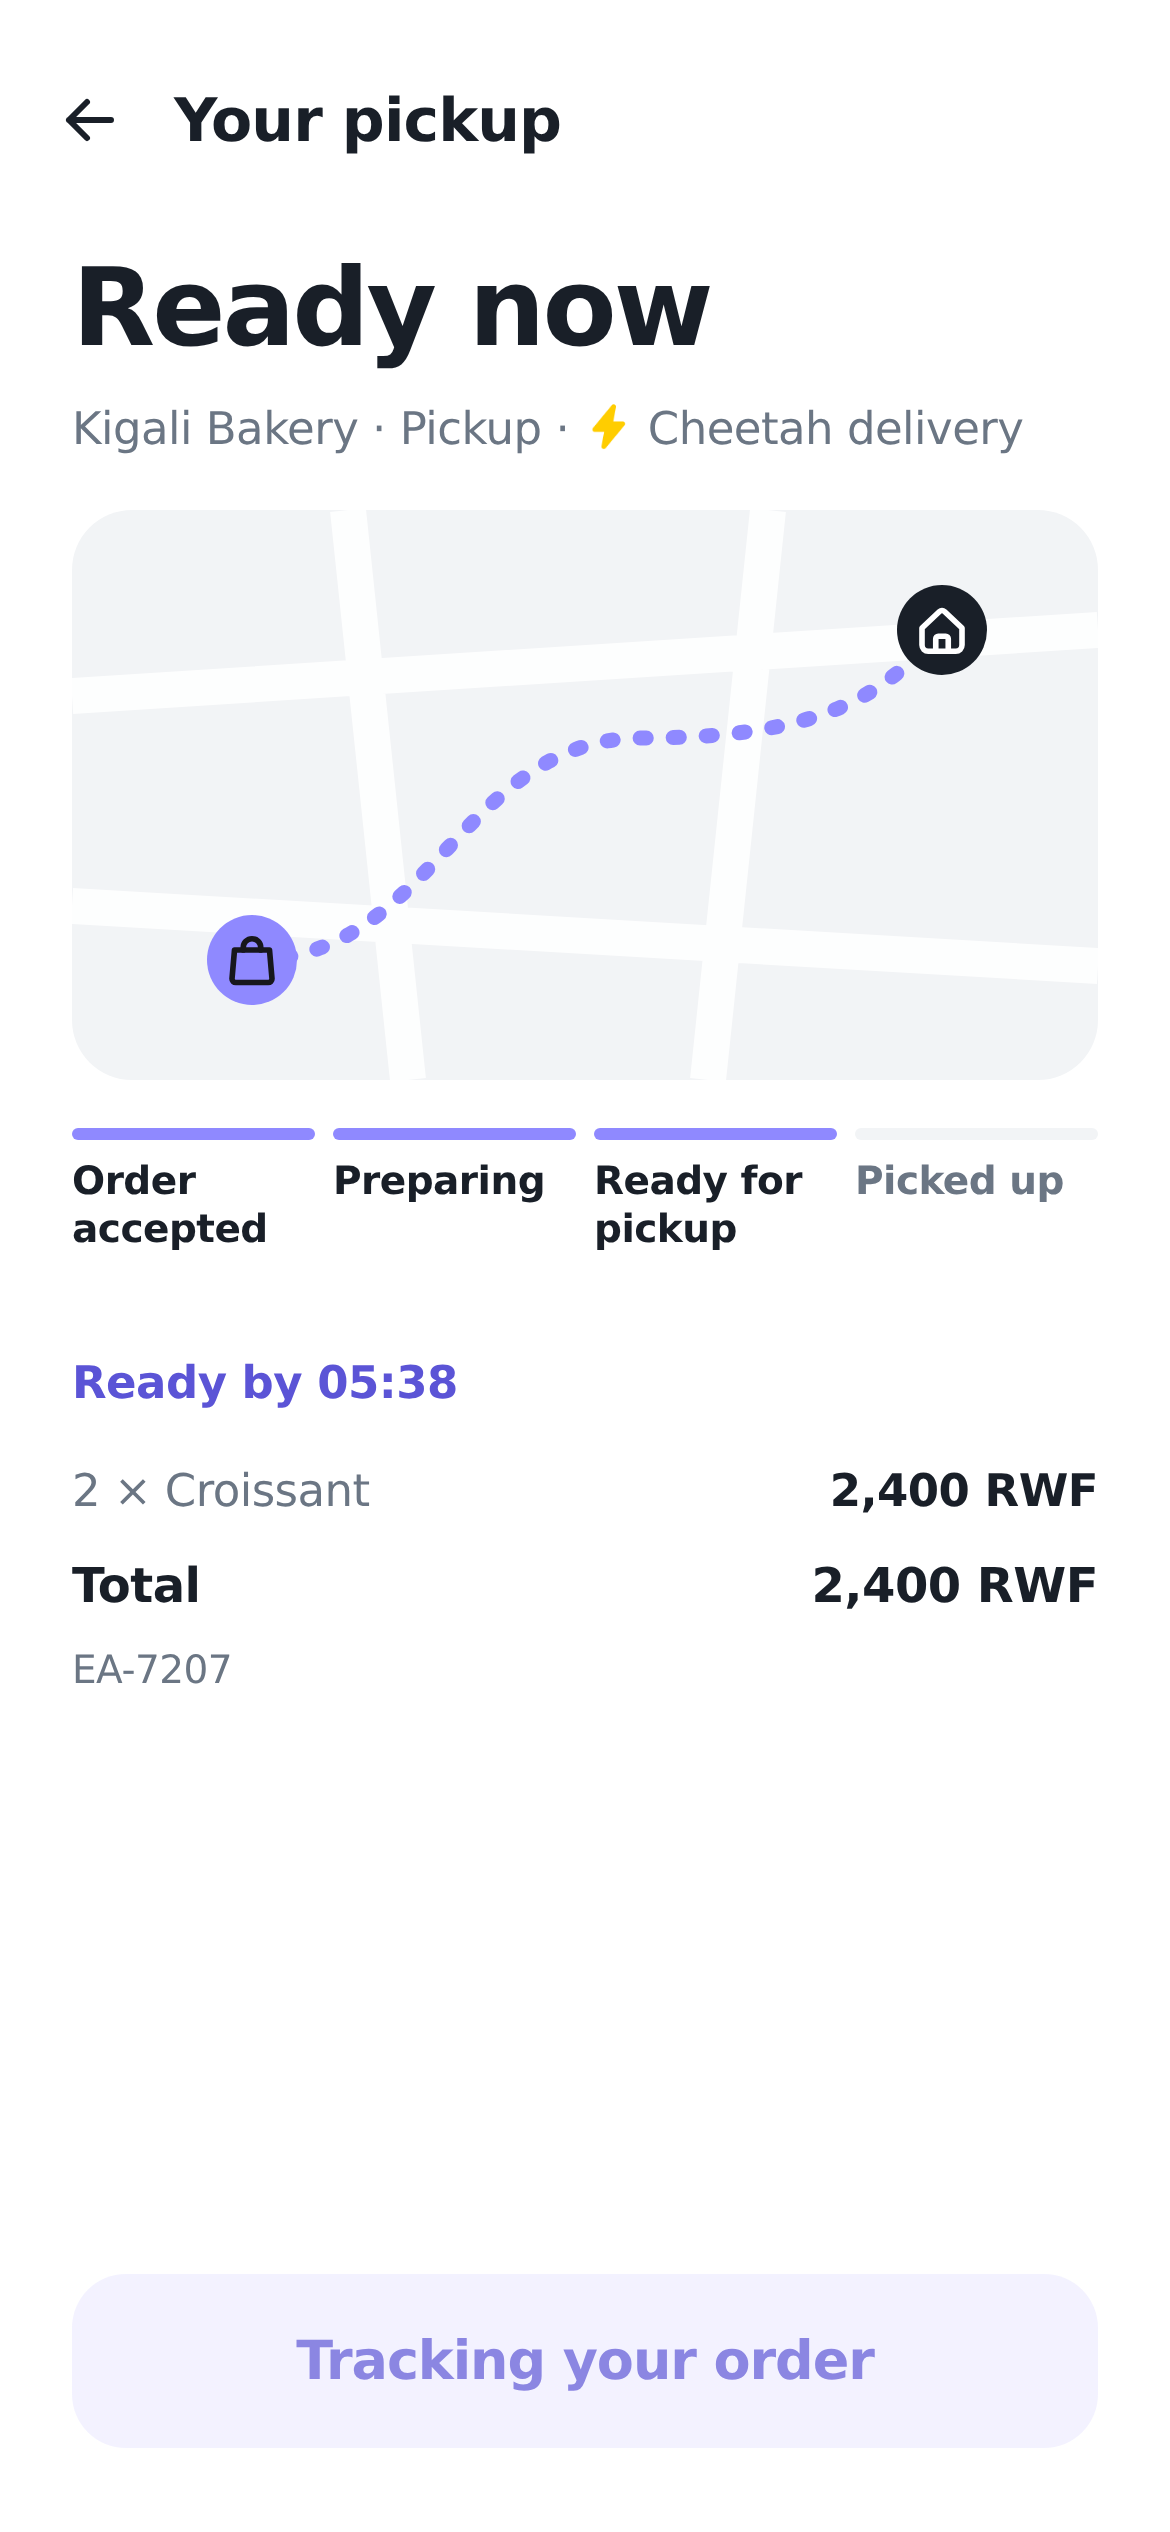 Your pickup
Ready now
Kigali Bakery · Pickup · ⚡ Cheetah delivery
Order accepted
Preparing
Ready for pickup
Picked up
Ready by 05:38
2 × Croissant 2,400 RWF
Total 2,400 RWF
EA-7207
Tracking your order